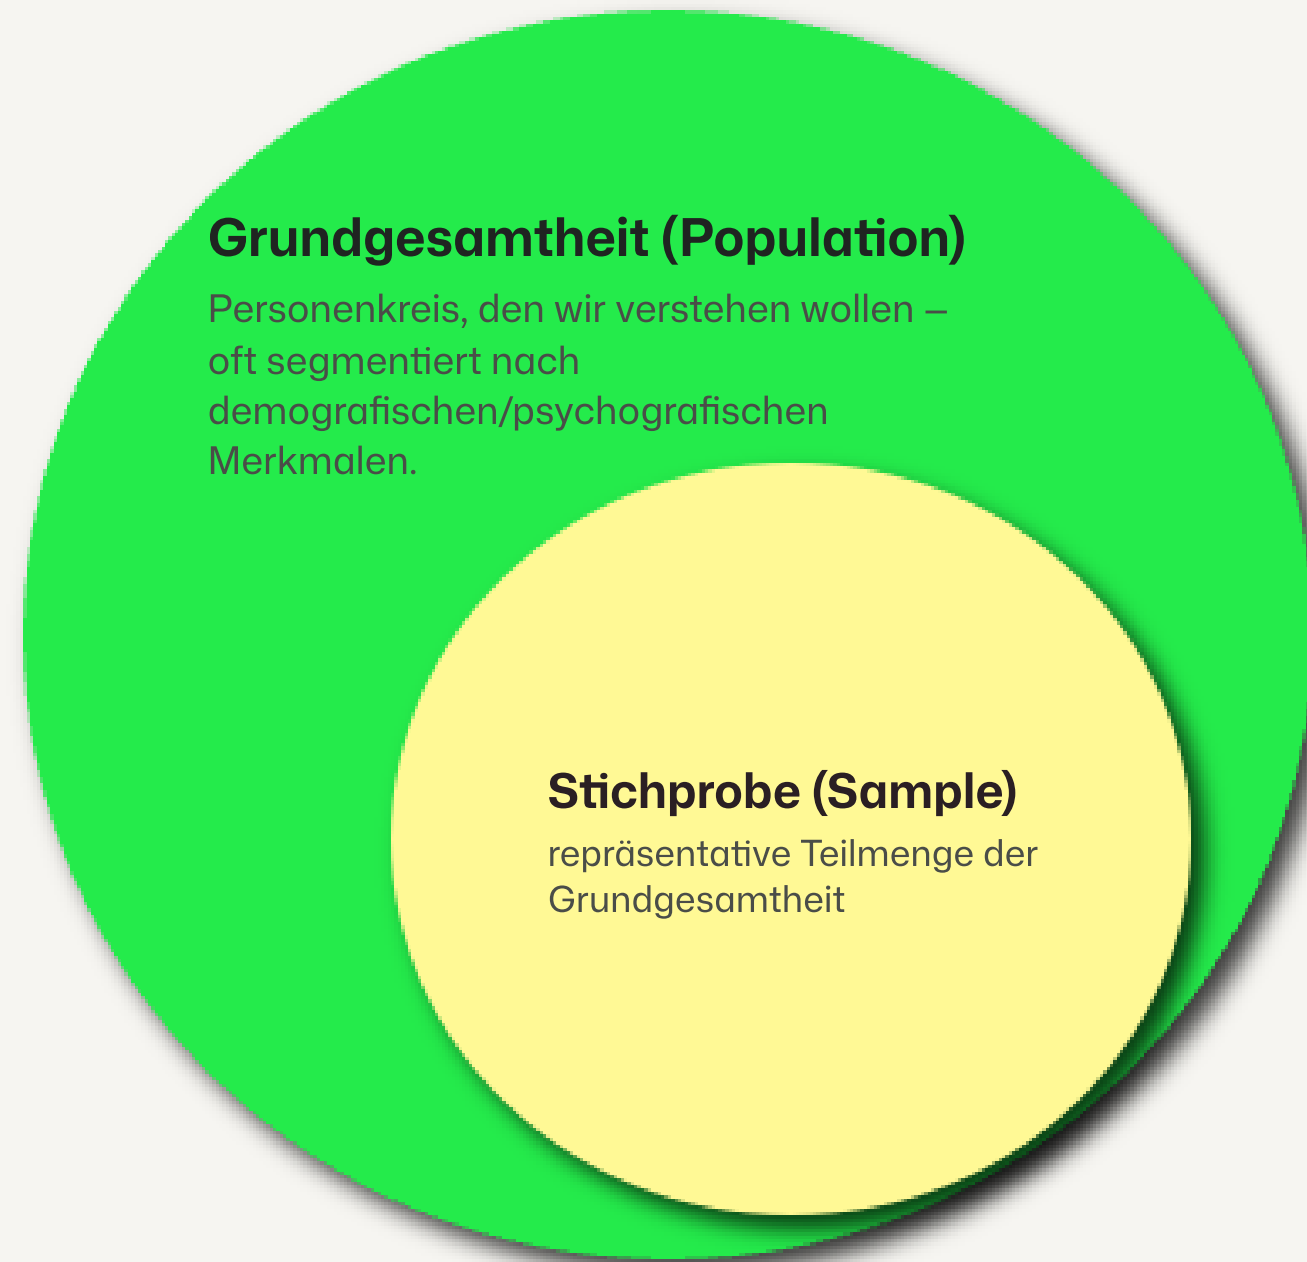 Grundgesamtheit (Population)
Personenkreis, den wir verstehen wollen –
oft segmentiert nach
demografischen/psychografischen
Merkmalen.
Stichprobe (Sample)
repräsentative Teilmenge der
Grundgesamtheit